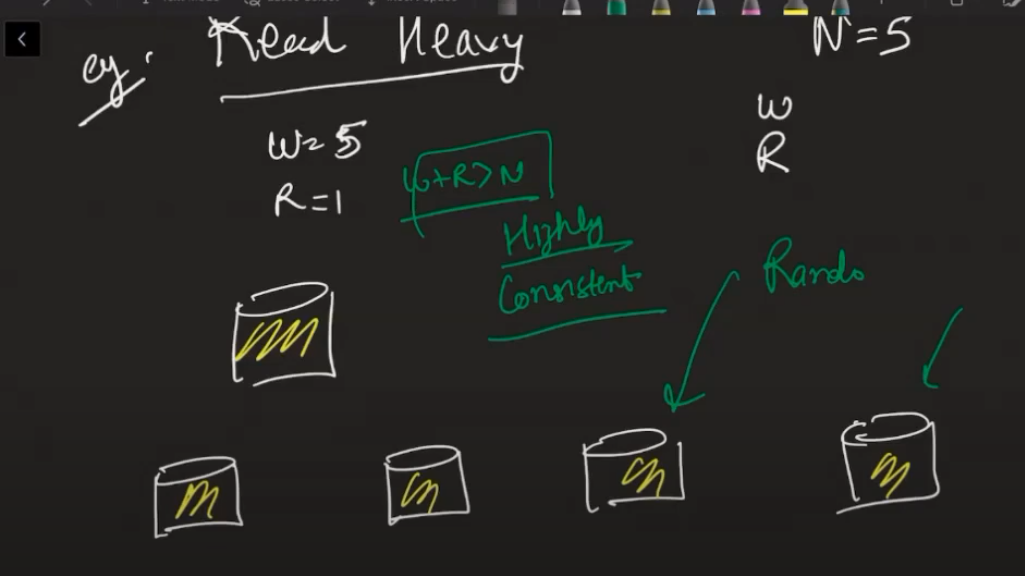 eg:
Read Heavy
N=5
W=5
R=1
W
R
W+R>N
Highly
Consistent
Rando